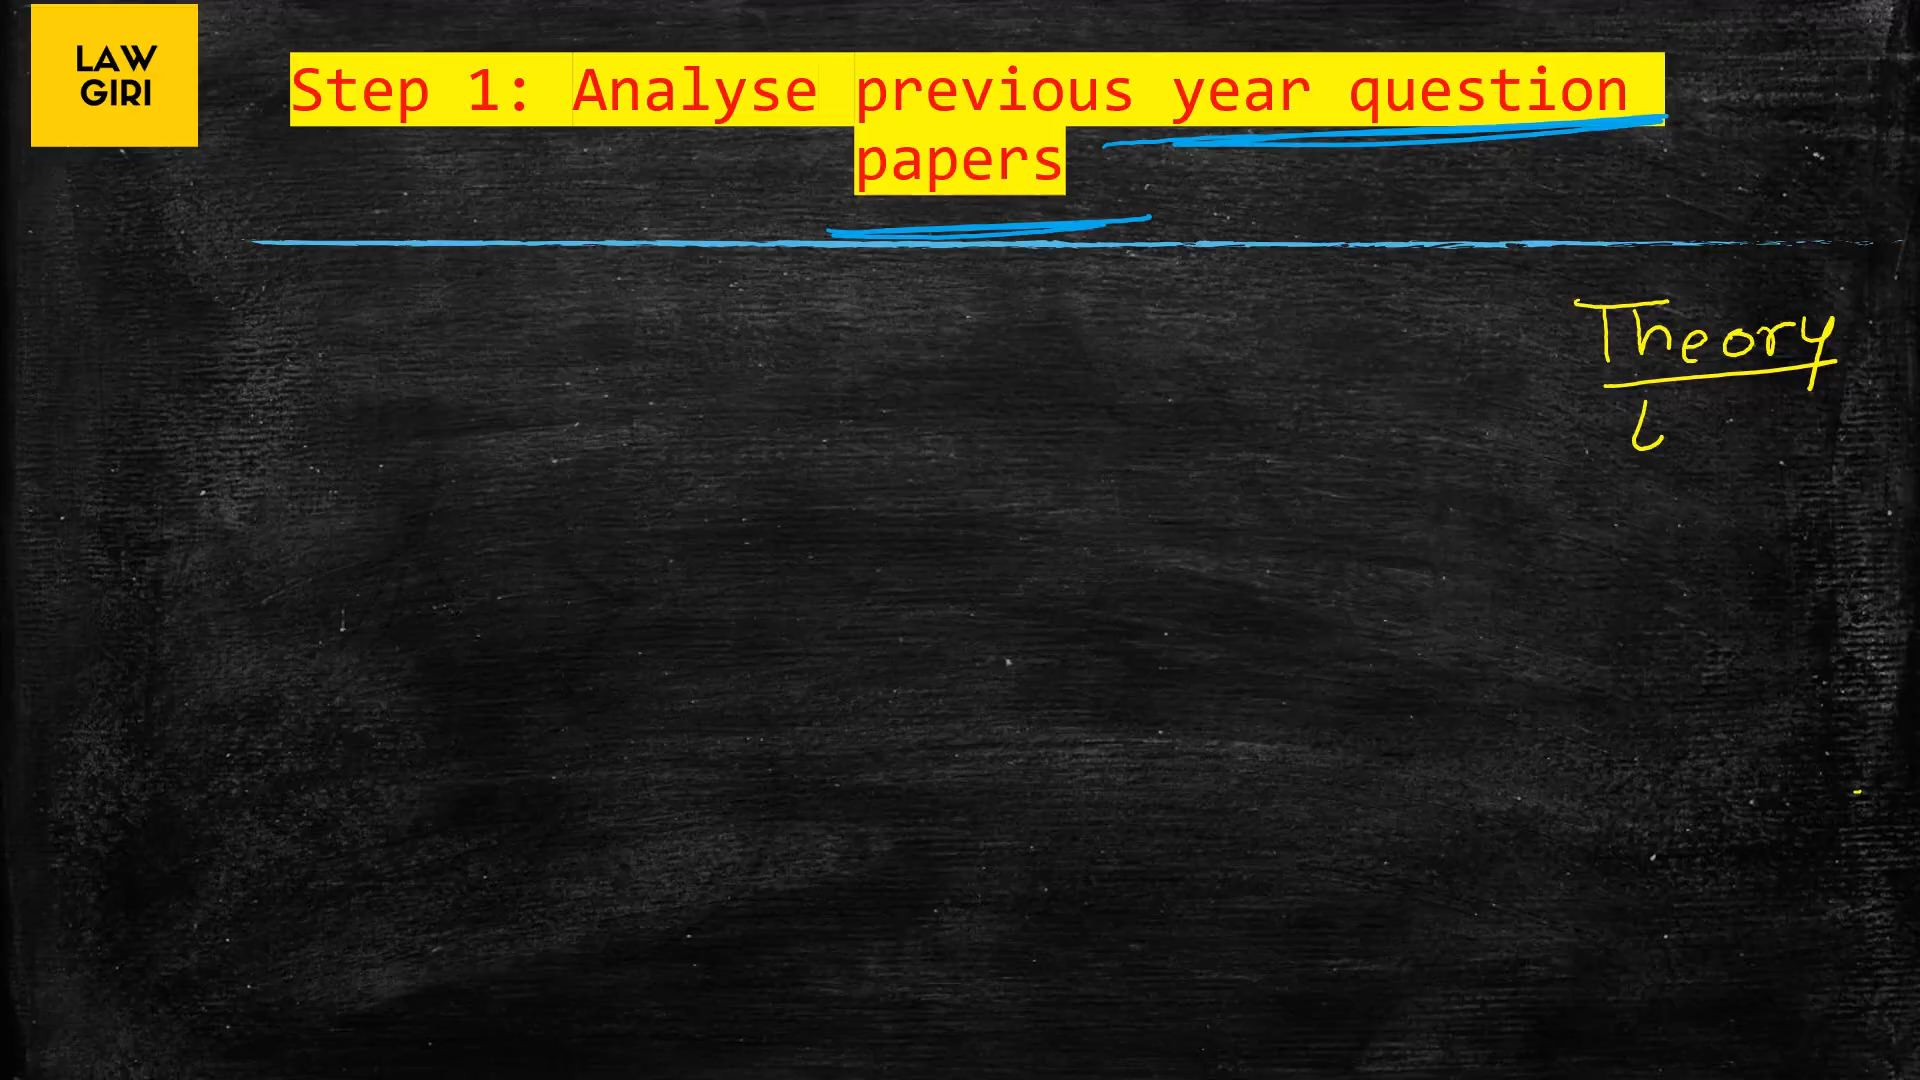 LAW
GIRI
Step 1: Analyse previous year question
papers
Theory